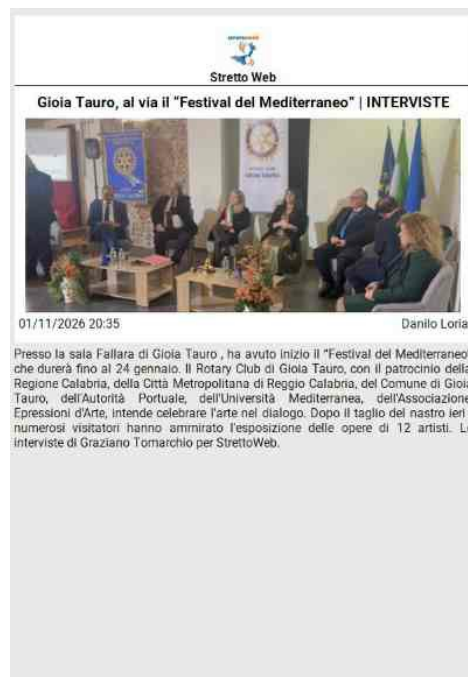 Stretto Web
Gioia Tauro, al via il “Festival del Mediterraneo” | INTERVISTE
01/11/2026 20:35
Danilo Loria
Presso la sala Fallara di Gioia Tauro , ha avuto inizio il “Festival del Mediterraneo”
che durerà fino al 24 gennaio. Il Rotary Club di Gioia Tauro, con il patrocinio della
Regione Calabria, della Città Metropolitana di Reggio Calabria, del Comune di Gioia
Tauro, dell'Autorità Portuale, dell'Università Mediterranea, dell'Associazione
Epressioni d'Arte, intende celebrare l'arte nel dialogo. Dopo il taglio del nastro ieri
numerosi visitatori hanno ammirato l'esposizione delle opere di 12 artisti. Le
interviste di Graziano Tomarchio per StrettoWeb.